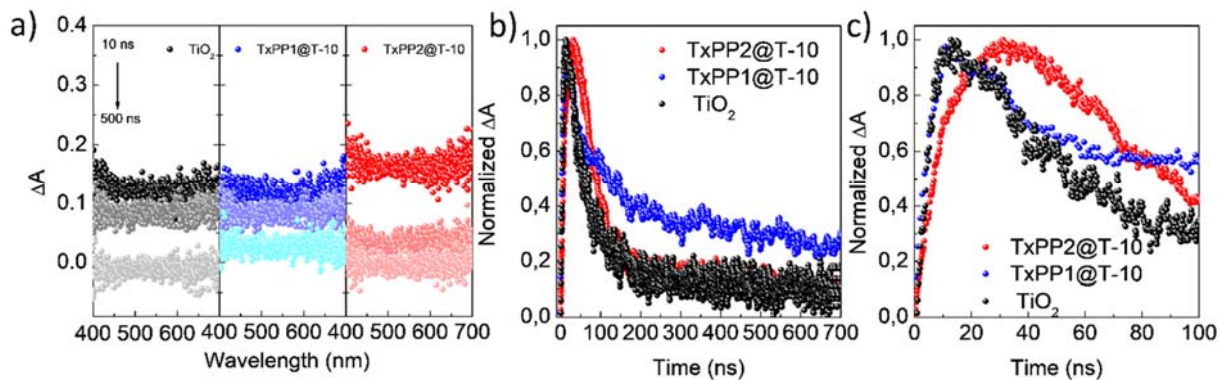 a)
0.4
0.3
0.2
0.1
0.0
ΔA
10 ns
500 ns
TiO2
TxPP1@T-10
TxPP2@T-10
400 500 600 400 500 600 400 500 600 700
Wavelength (nm)
b)
1,0
0,8
0,6
0,4
0,2
0,0
Normalized ΔA
TxPP2@T-10
TxPP1@T-10
TiO2
0 100 200 300 400 500 600 700
Time (ns)
c)
1,0
0,8
0,6
0,4
0,2
0,0
Normalized ΔA
TxPP2@T-10
TxPP1@T-10
TiO2
0 20 40 60 80 100
Time (ns)